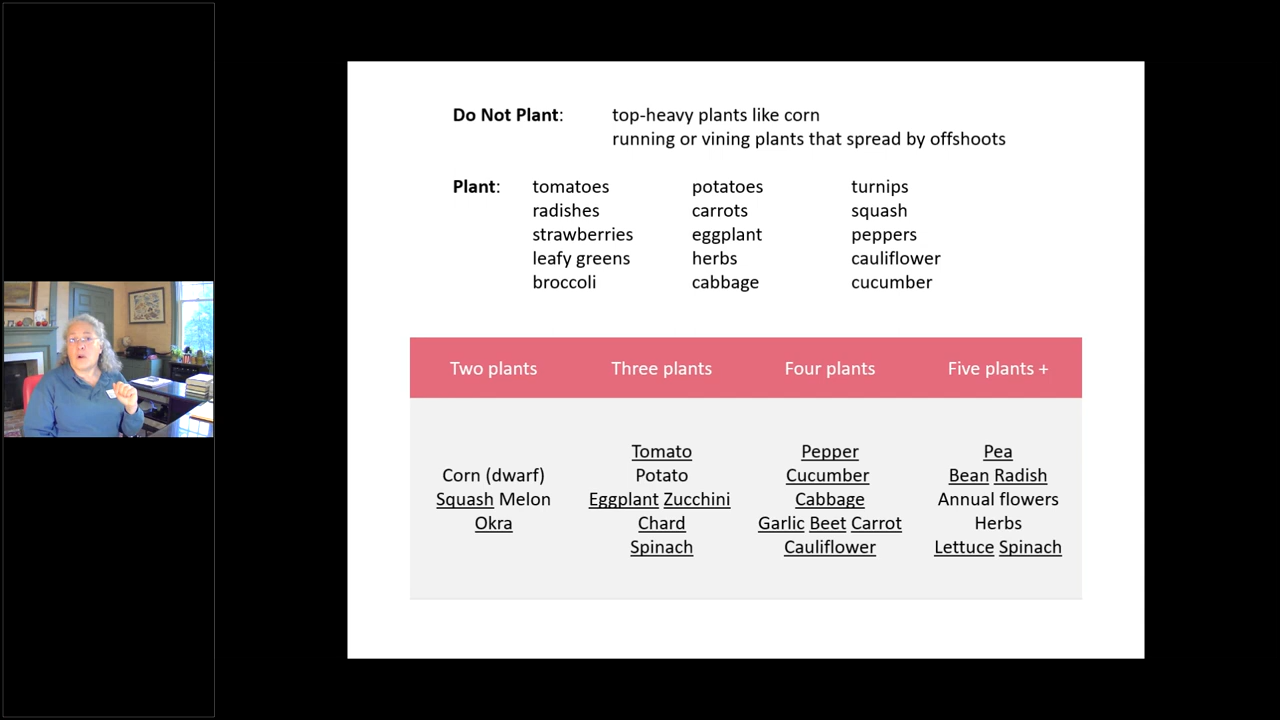 Do Not Plant: top-heavy plants like corn
running or vining plants that spread by offshoots
Plant: tomatoes potatoes turnips
radishes carrots squash
strawberries eggplant peppers
leafy greens herbs cauliflower
broccoli cabbage cucumber
Two plants Three plants Four plants Five plants +
Corn (dwarf)
Squash Melon
Okra
Tomato
Potato
Eggplant Zucchini
Chard
Spinach
Pepper
Cucumber
Cabbage
Garlic Beet Carrot
Cauliflower
Pea
Bean Radish
Annual flowers
Herbs
Lettuce Spinach